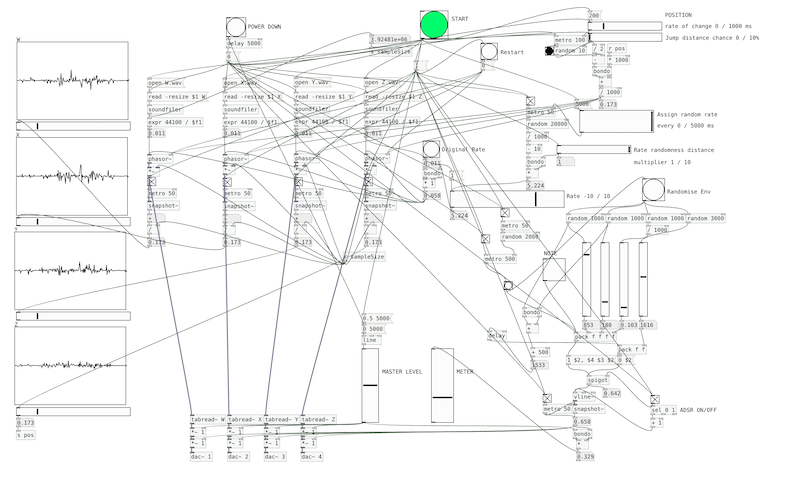 POWER DOWN
START
POSITION
200
rate of change 0 / 1000 ms
delay 5000
Restart
metro 100
Jump distance chance 0 / 10%
W
3.92481e+06
s sampleSize
random 10
/ 2
r pos
* 1000
bondo
open W.wav
open X.wav
open Y.wav
open Z.wav
read -resize $1 W
read -resize $1 X
read -resize $1 Y
read -resize $1 Z
/ 1000
0.173
soundfiler
soundfiler
soundfiler
soundfiler
metro 50
Assign random rate
expr 44100 / $f1
expr 44100 / $f1
expr 44100 / $f1
expr 44100 / $f1
random 20000
every 0 / 5000 ms
0.011
0.011
0.011
0.011
/ 1000
Original Rate
- 10
Rate randomness distance
phasor~
phasor~
phasor~
phasor~
0.011
bondo
multiplier 1 / 10
bondo
* 1
5.224
metro 50
metro 50
metro 50
metro 50
0.058
Rate -10 / 10
Randomise Env
snapshot~
snapshot~
snapshot~
snapshot~
5.224
random 1000
random 1000
random 1000
random 3000
metro 50
/ 1000
random 2000
0.173
0.173
0.173
0.173
r sampleSize
metro 500
NOTE
bondo
0.5 5000
0 5000
853
180
0.103
1616
line
delay
pack f f f f
Z
+ 500
pack f f
MASTER LEVEL
METER
1533
spigot
0.642
vline~
metro 50
snapshot~
sel 0 1
ADSR ON/OFF
0.173
tabread~ W
tabread~ X
tabread~ Y
tabread~ Z
0.658
+ 1
s pos
*~ 1
*~ 1
*~ 1
*~ 1
bondo
*~ 1
*~ 1
*~ 1
*~ 1
dac~ 1
dac~ 2
dac~ 3
dac~ 4
0.329